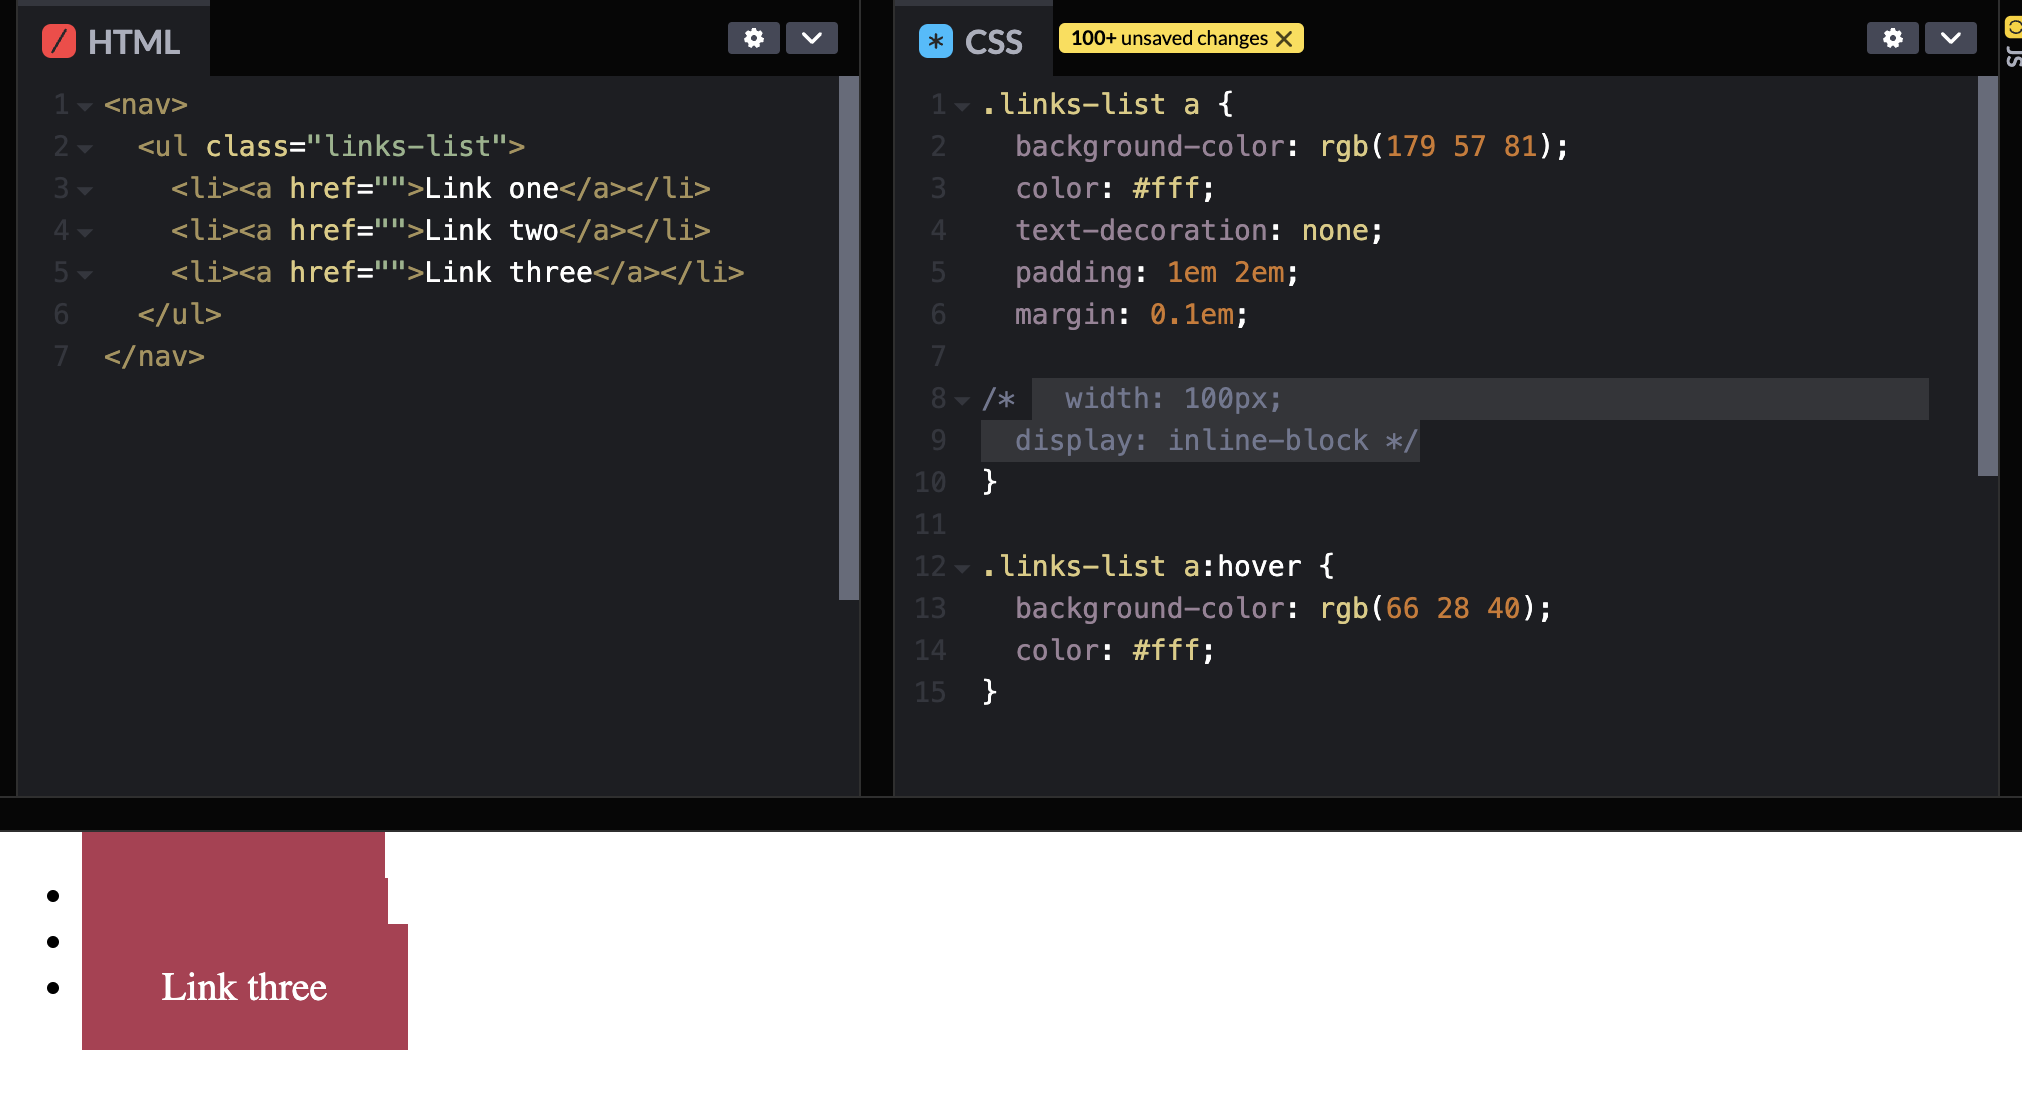 HTML
1 <nav>
2 <ul class="links-list">
3 <li><a href="">Link one</a></li>
4 <li><a href="">Link two</a></li>
5 <li><a href="">Link three</a></li>
6 </ul>
7 </nav>
CSS 100+ unsaved changes
1 .links-list a {
2 background-color: rgb(179 57 81);
3 color: #fff;
4 text-decoration: none;
5 padding: 1em 2em;
6 margin: 0.1em;
7
8 /* width: 100px;
9 display: inline-block */
10 }
11
12 .links-list a:hover {
13 background-color: rgb(66 28 40);
14 color: #fff;
15 }
JS
Link three